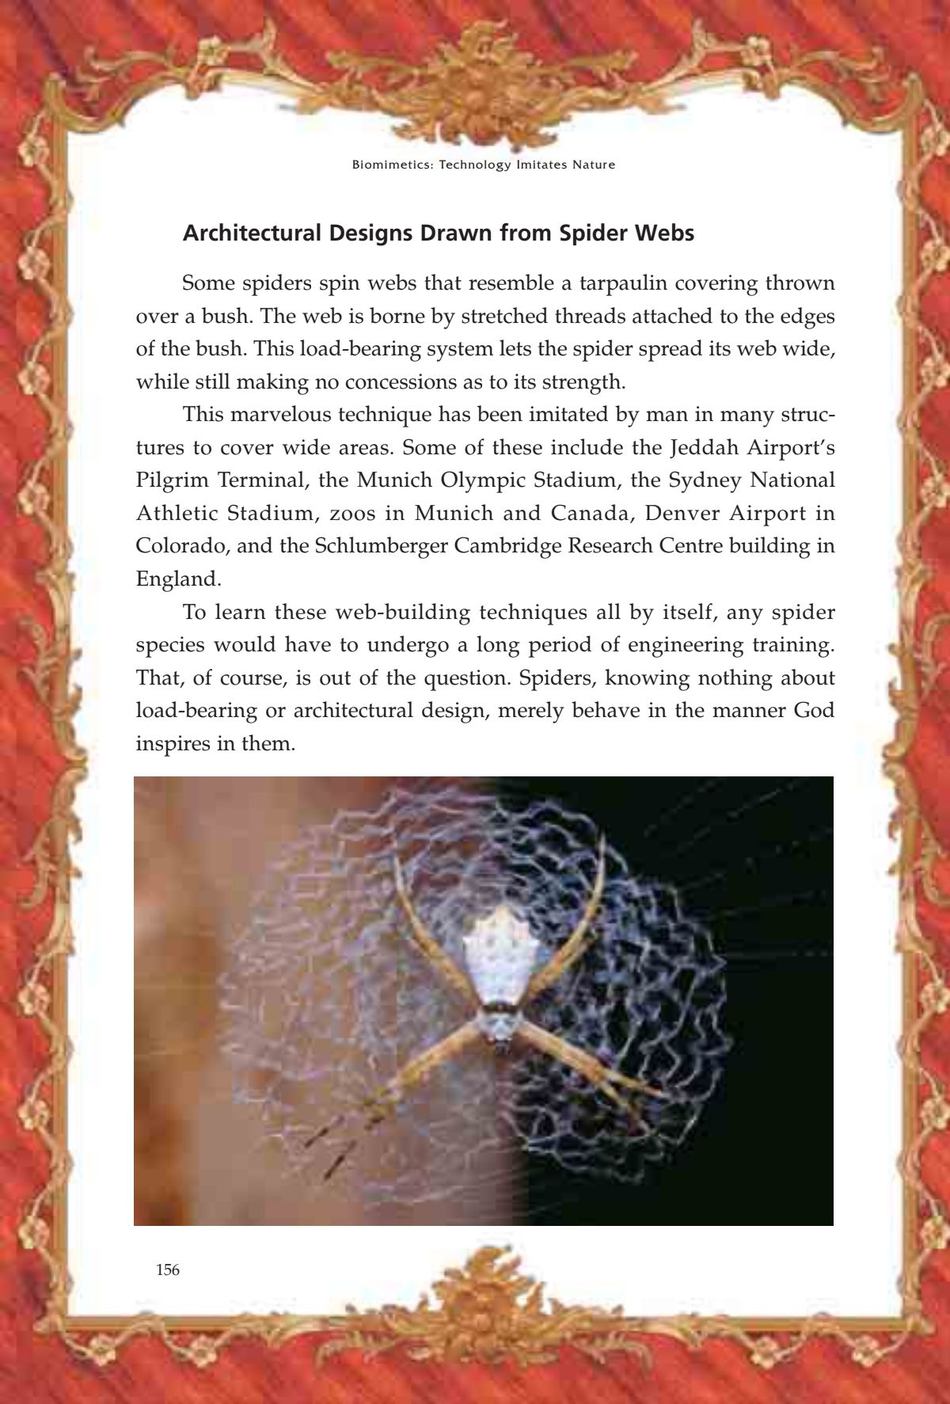 Biomimetics: Technology Imitates Nature
Architectural Designs Drawn from Spider Webs
Some spiders spin webs that resemble a tarpaulin covering thrown
over a bush. The web is borne by stretched threads attached to the edges
of the bush. This load-bearing system lets the spider spread its web wide,
while still making no concessions as to its strength.
This marvelous technique has been imitated by man in many struc-
tures to cover wide areas. Some of these include the Jeddah Airport’s
Pilgrim Terminal, the Munich Olympic Stadium, the Sydney National
Athletic Stadium, zoos in Munich and Canada, Denver Airport in
Colorado, and the Schlumberger Cambridge Research Centre building in
England.
To learn these web-building techniques all by itself, any spider
species would have to undergo a long period of engineering training.
That, of course, is out of the question. Spiders, knowing nothing about
load-bearing or architectural design, merely behave in the manner God
inspires in them.
156